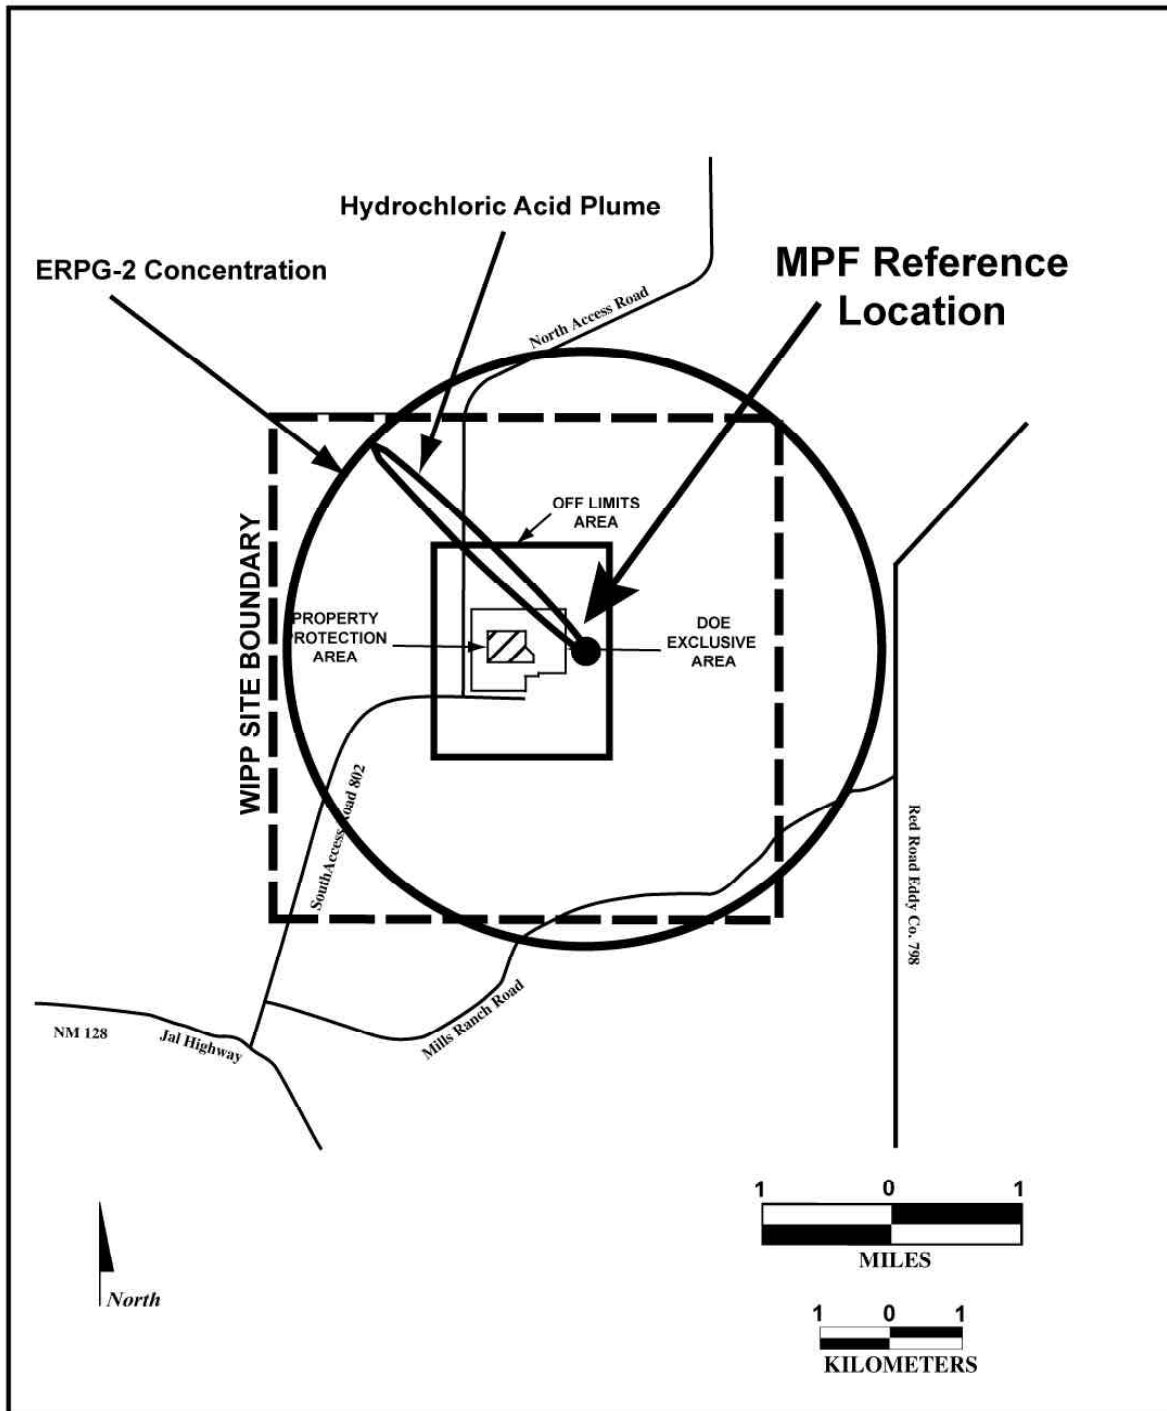 Hydrochloric Acid Plume
ERPG-2 Concentration
MPF Reference
Location
North Access Road
OFF LIMITS
AREA
WIPP SITE BOUNDARY
PROPERTY
PROTECTION
AREA
DOE
EXCLUSIVE
AREA
South Access Road 802
Red Road Eddy Co. 798
Mills Ranch Road
NM 128
Jal Highway
North
1 0 1
MILES
1 0 1
KILOMETERS